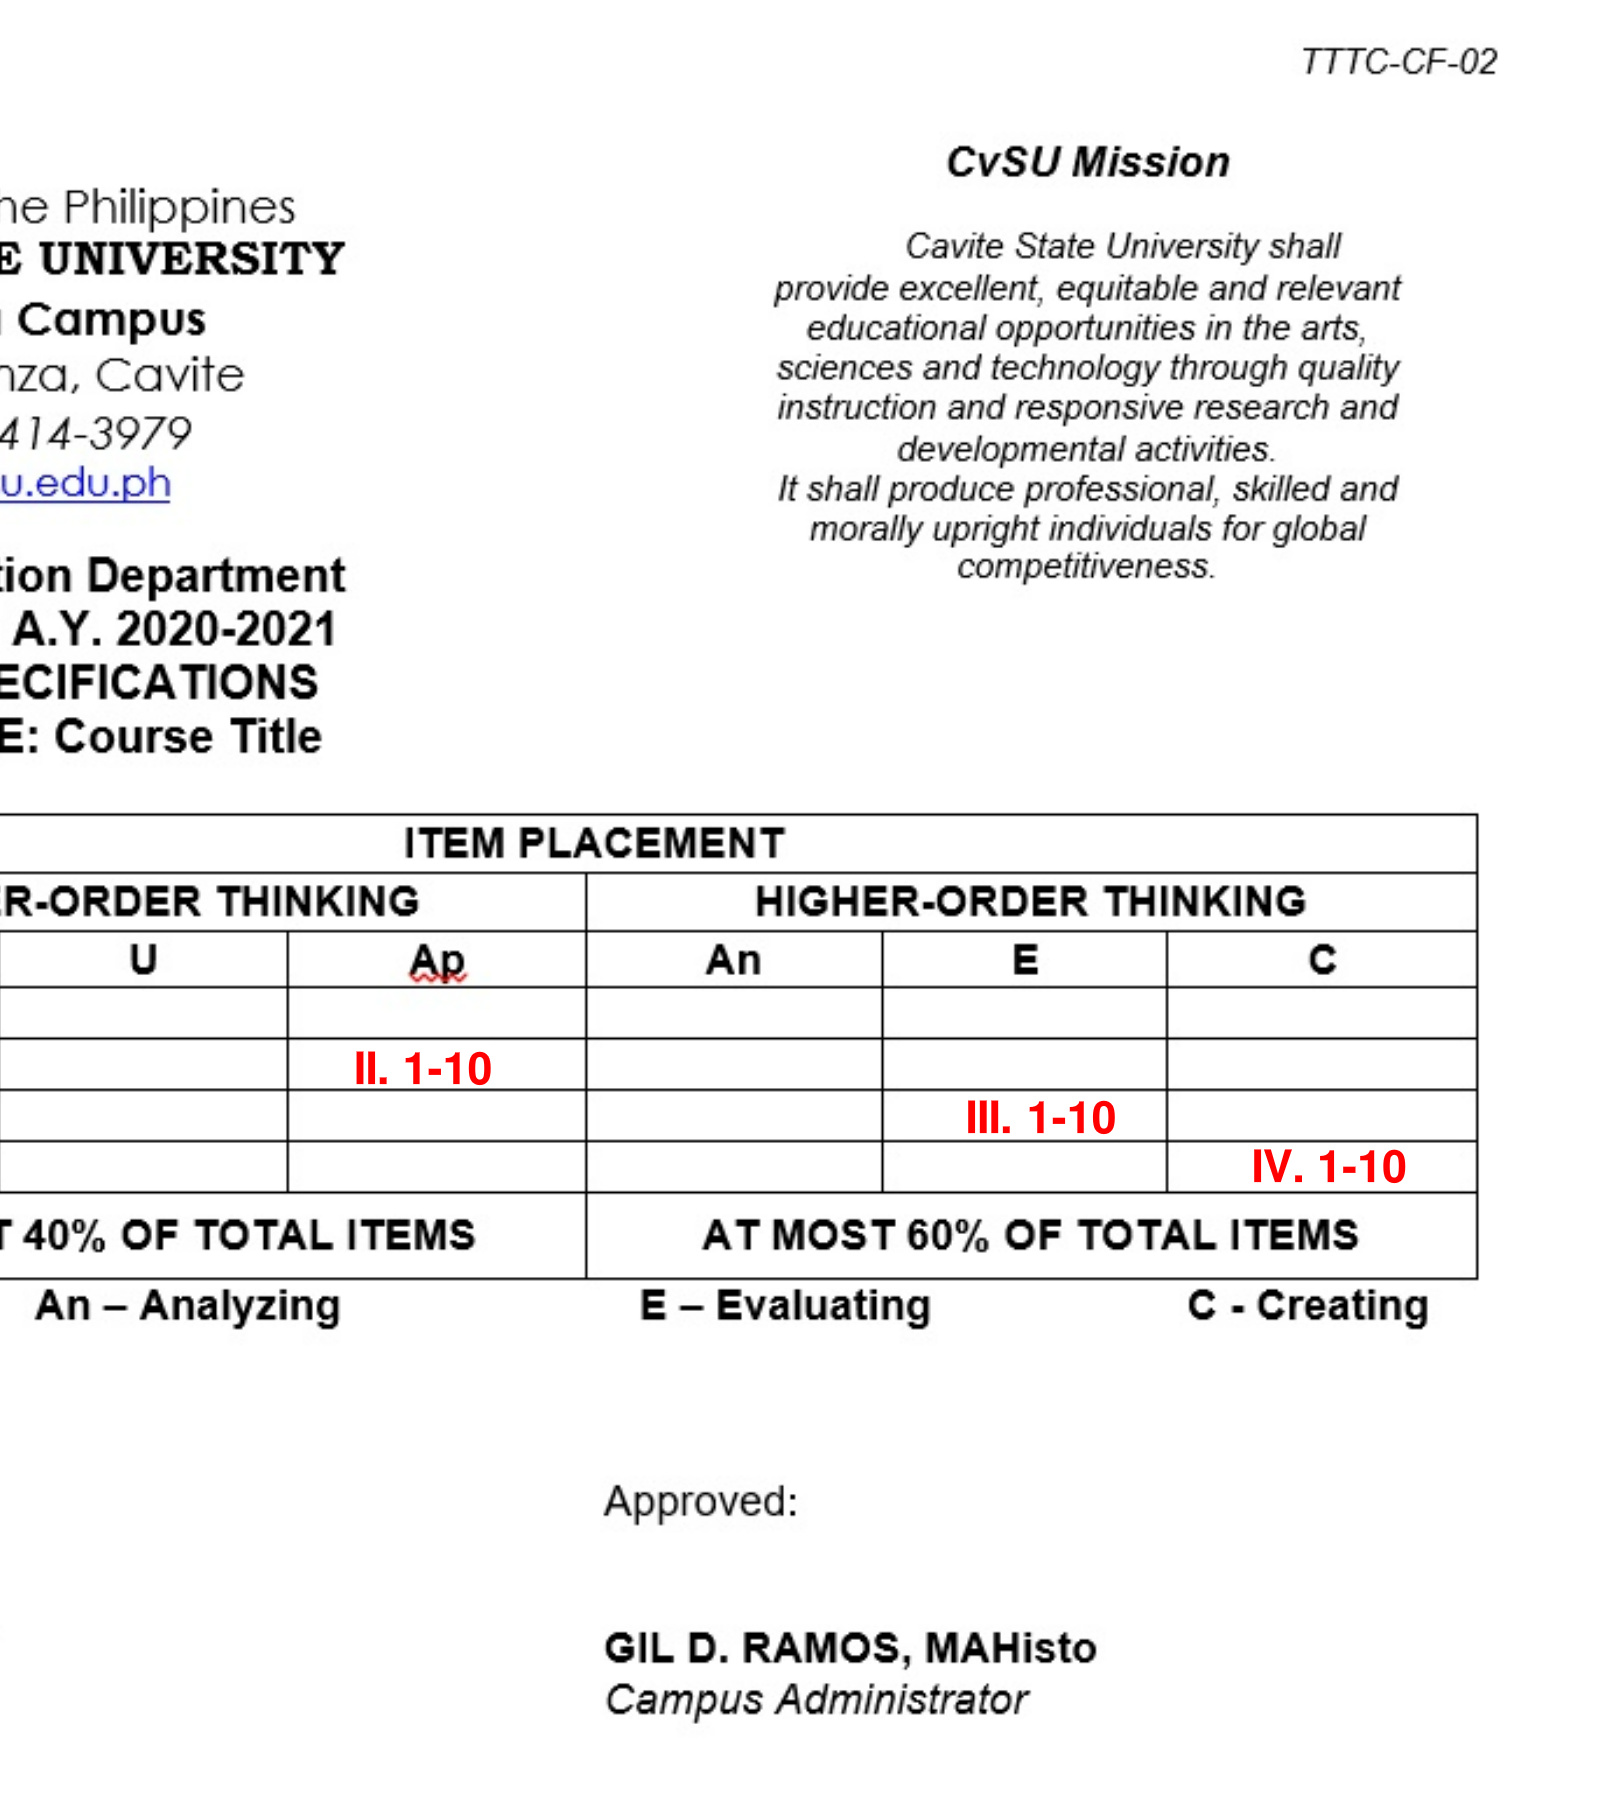 TTTC-CF-02
CvSU Mission
Cavite State University shall
provide excellent, equitable and relevant
educational opportunities in the arts,
sciences and technology through quality
instruction and responsive research and
developmental activities.
It shall produce professional, skilled and
morally upright individuals for global
competitiveness.
he Philippines
E UNIVERSITY
Campus
nza, Cavite
414-3979
u.edu.ph
tion Department
A.Y. 2020-2021
ECIFICATIONS
E: Course Title
ITEM PLACEMENT
ER-ORDER THINKING HIGHER-ORDER THINKING
U Ap An E C
II. 1-10
III. 1-10
IV. 1-10
T 40% OF TOTAL ITEMS AT MOST 60% OF TOTAL ITEMS
An – Analyzing E – Evaluating C - Creating
Approved:
GIL D. RAMOS, MAHisto
Campus Administrator